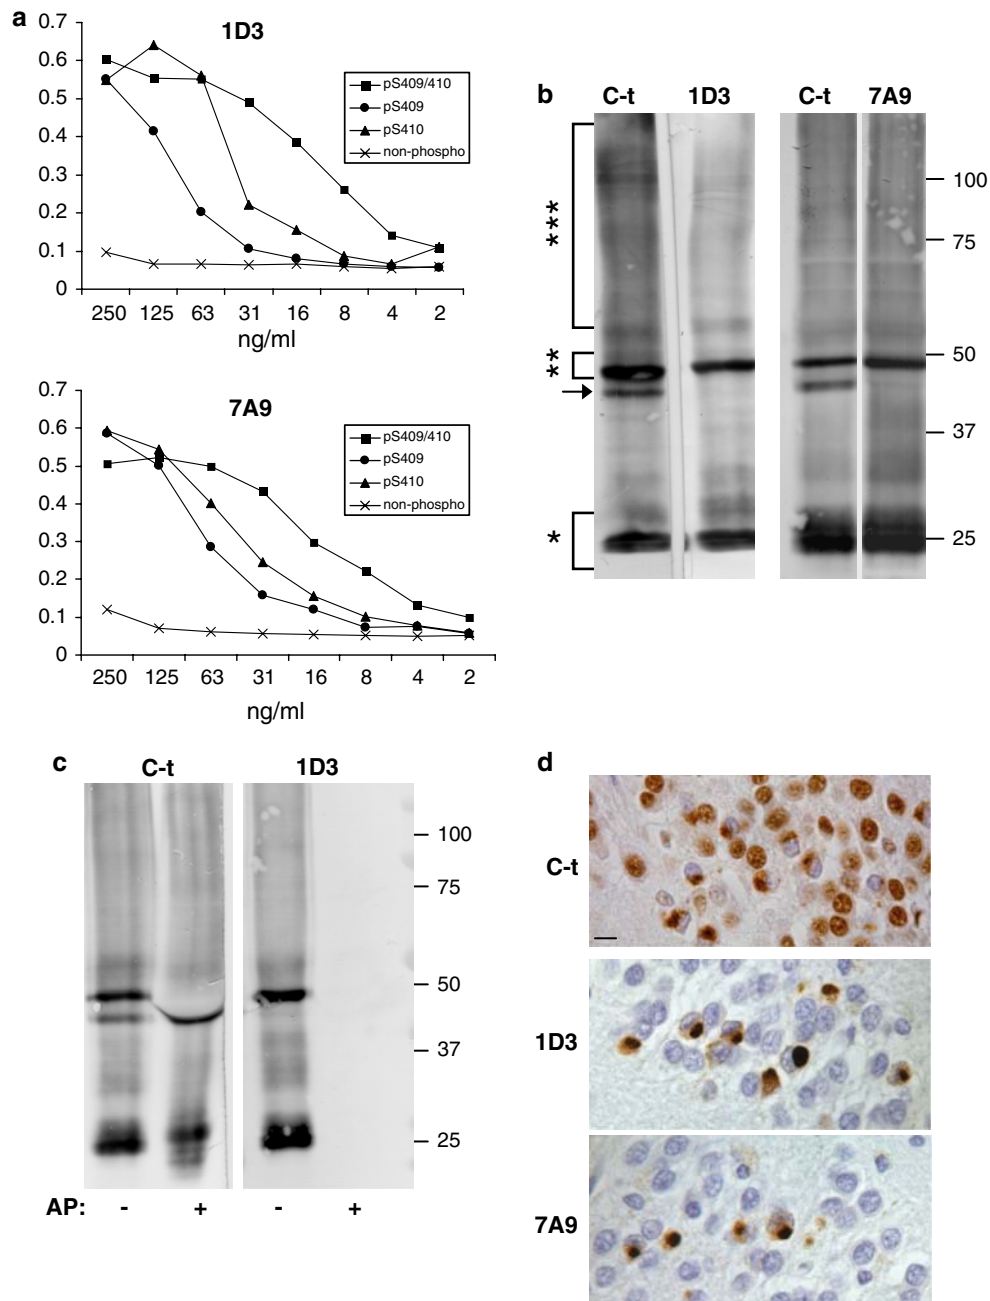 a
1D3
0.7
0.6
0.5
0.4
0.3
0.2
0.1
0
pS409/410
pS409
pS410
non-phospho
250 125 63 31 16 8 4 2
ng/ml
7A9
0.7
0.6
0.5
0.4
0.3
0.2
0.1
0
pS409/410
pS409
pS410
non-phospho
250 125 63 31 16 8 4 2
ng/ml
b
C-t 1D3 C-t 7A9
***
**
*
100
75
50
37
25
c
C-t 1D3
100
75
50
37
25
AP: - + - +
d
C-t
1D3
7A9